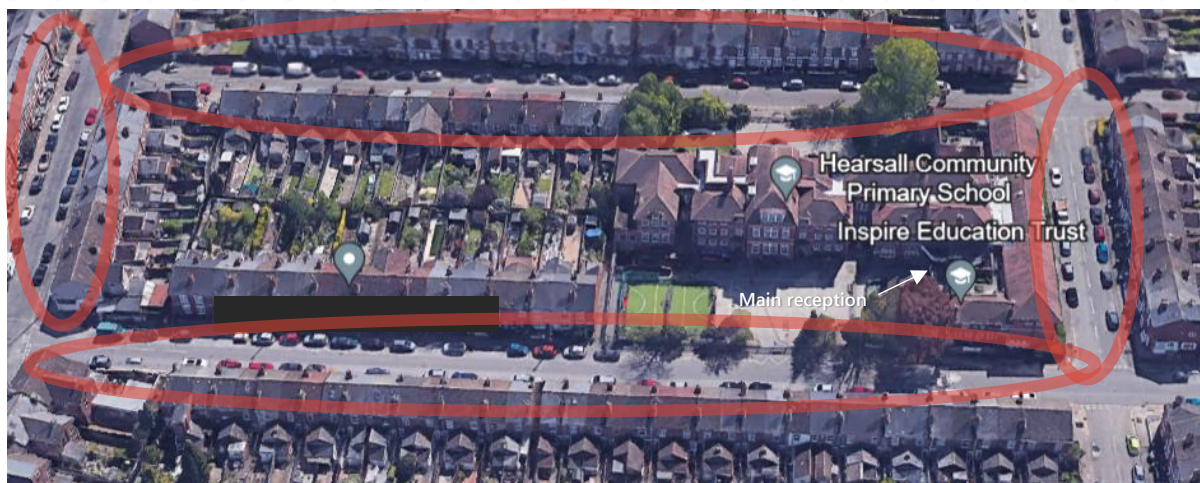 Hearsall Community
Primary School
Inspire Education Trust
Main reception